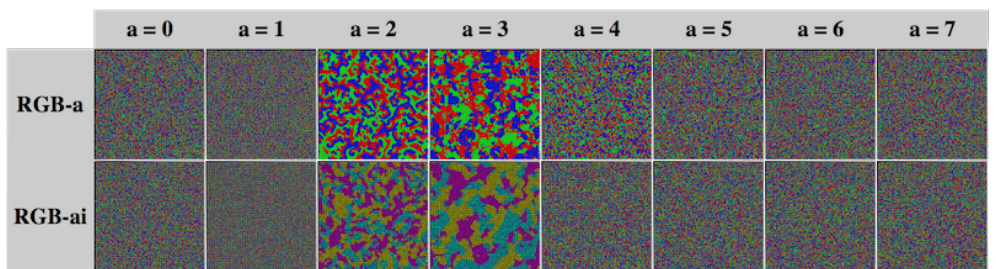 a = 0 a = 1 a = 2 a = 3 a = 4 a = 5 a = 6 a = 7
RGB-a
RGB-ai